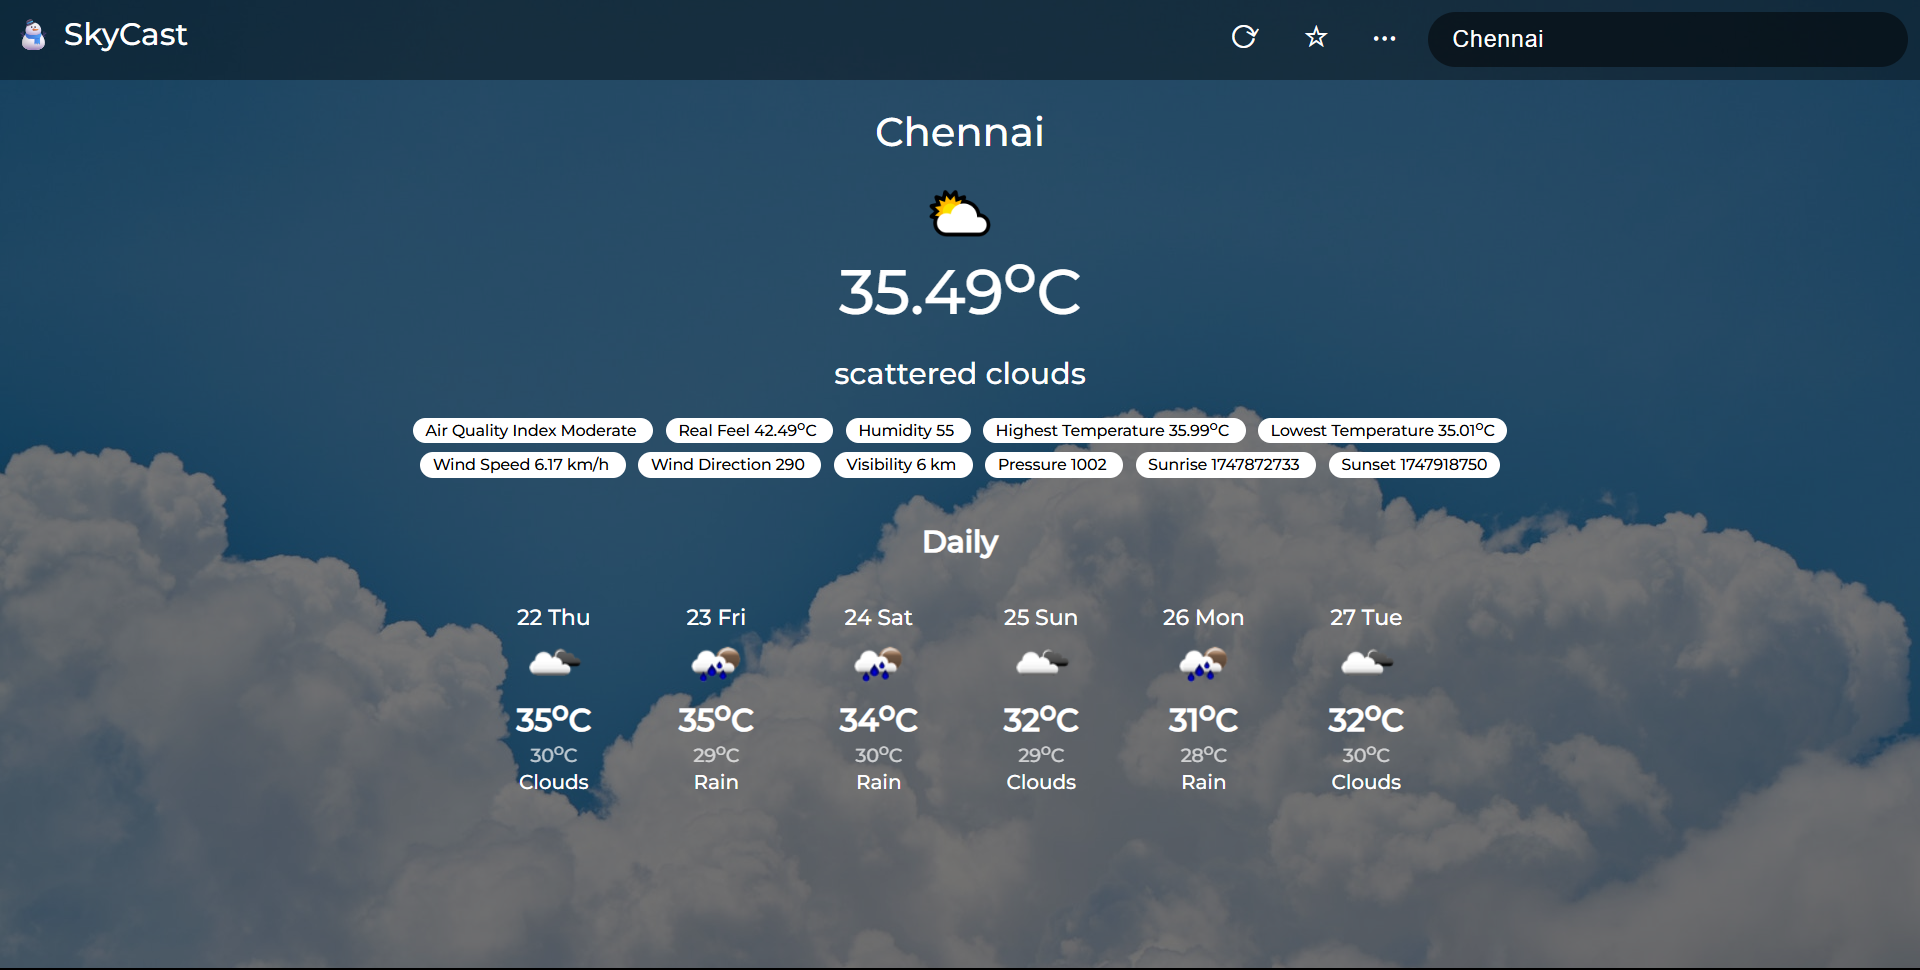 SkyCast
Chennai
Chennai
35.49°C
scattered clouds
Air Quality Index Moderate Real Feel 42.49°C Humidity 55 Highest Temperature 35.99°C Lowest Temperature 35.01°C
Wind Speed 6.17 km/h Wind Direction 290 Visibility 6 km Pressure 1002 Sunrise 1747872733 Sunset 1747918750
Daily
22 Thu 23 Fri 24 Sat 25 Sun 26 Mon 27 Tue
35°C 35°C 34°C 32°C 31°C 32°C
30°C 29°C 30°C 29°C 28°C 30°C
Clouds Rain Rain Clouds Rain Clouds